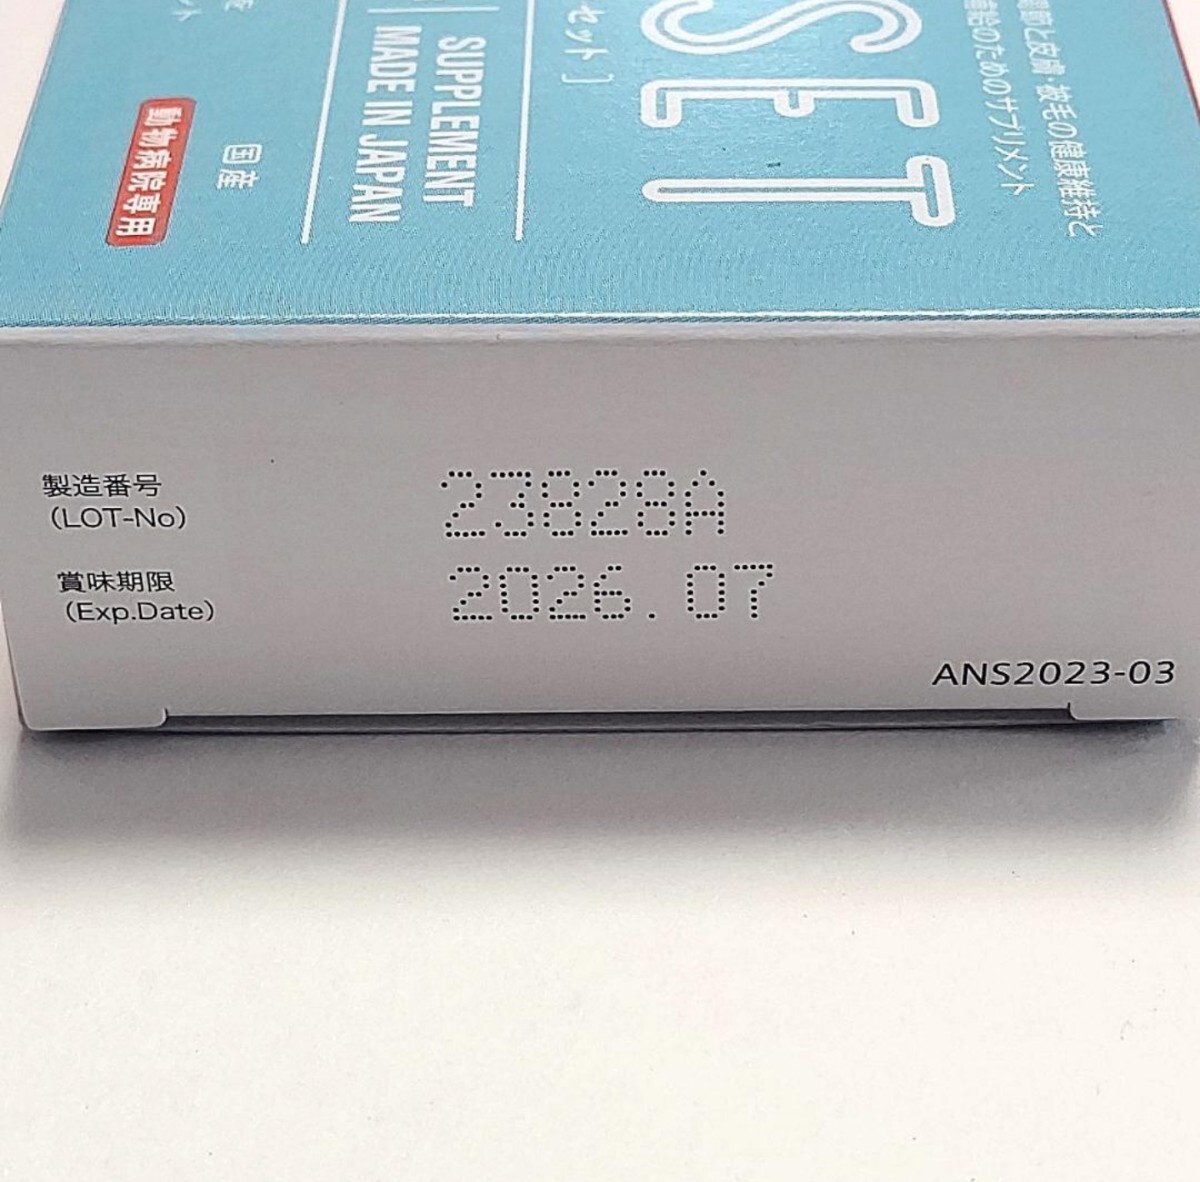 SET
セット]
SUPPLEMENT
MADE IN JAPAN
国産
動物病院専用
と皮膚・被毛の健康維持と
補給のためのサプリメント
製造番号
(LOT-No)
23828A
賞味期限
(Exp.Date)
2026.07
ANS2023-03